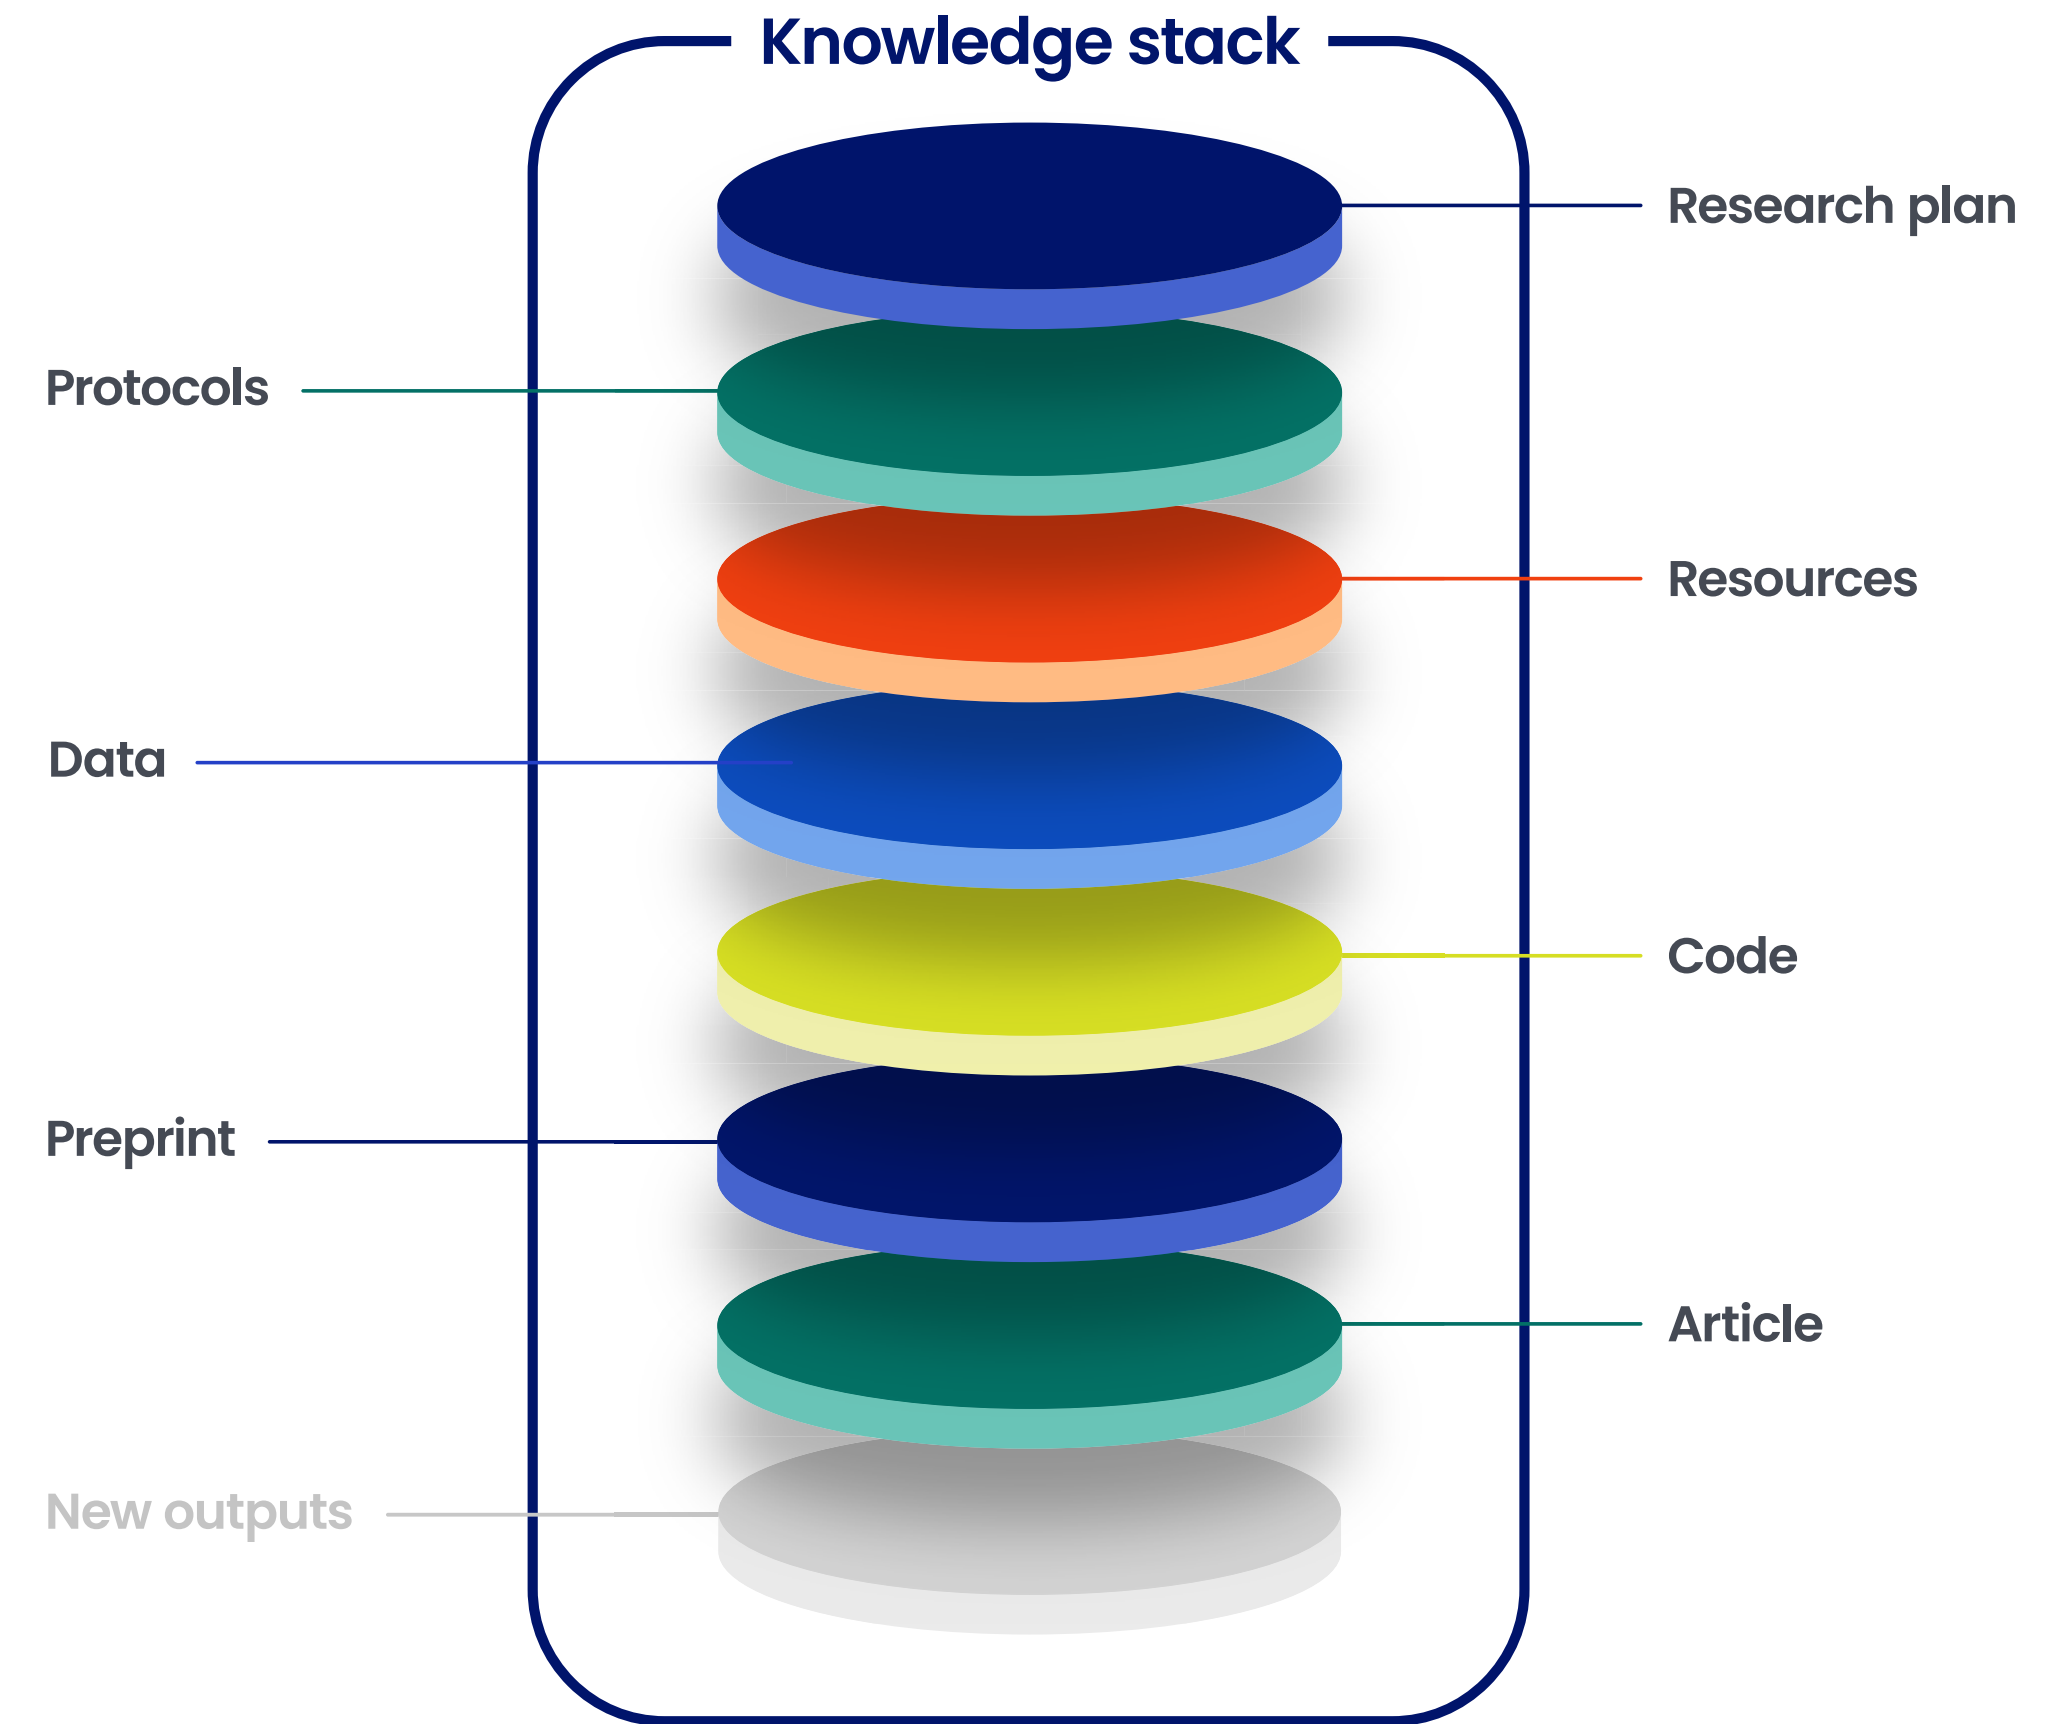 Knowledge stack
Research plan
Protocols
Resources
Data
Code
Preprint
Article
New outputs